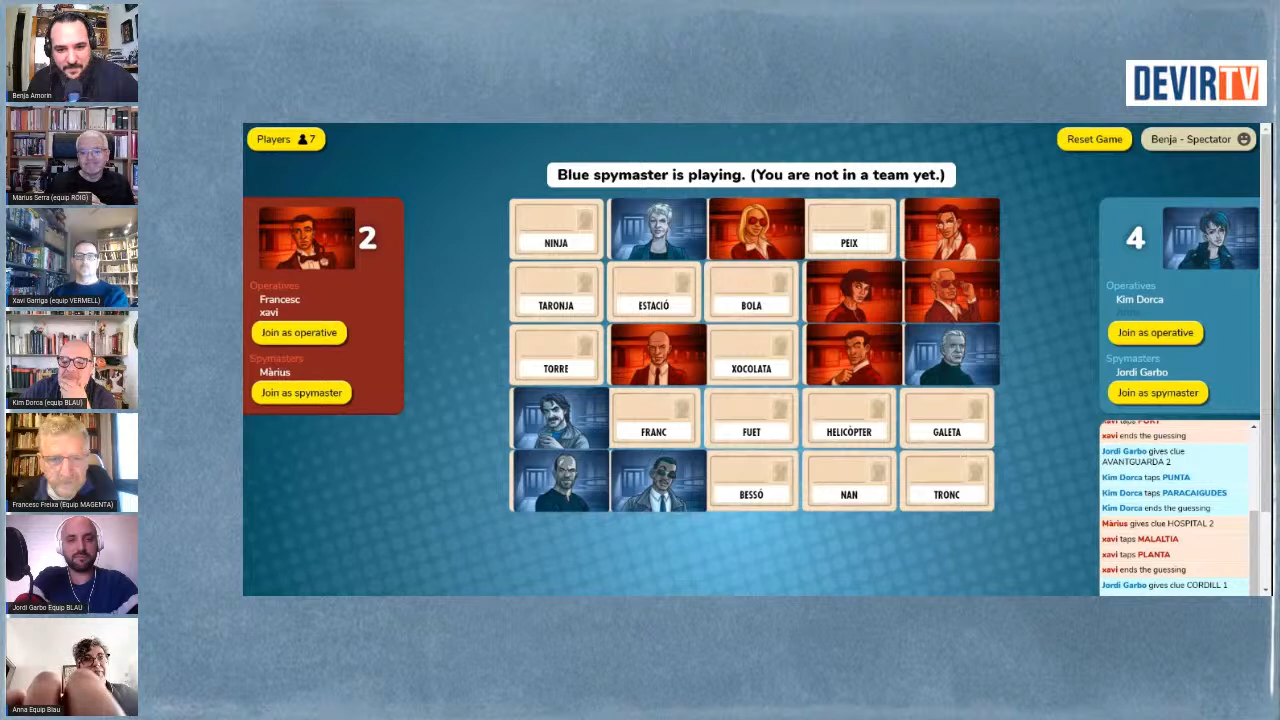 Benja Amorín
Màrius Serra (equip ROIG)
Xavi Garriga (equip VERMELL)
Kim Dorca (equip BLAU)
Francesc Freixa (Equip MAGENTA)
Jordi Garbo Equip BLAU
Anna Equip Blau
DEVIRTV
Players 7
Reset Game
Benja - Spectator
Blue spymaster is playing. (You are not in a team yet.)
2
Operatives
Francesc
xavi
Join as operative
Spymasters
Màrius
Join as spymaster
NINJA
PEIX
TARONJA
ESTACIÓ
BOLA
TORRE
XOCOLATA
FRANC
FUET
HELICÒPTER
GALETA
BESSÓ
NAN
TRONC
4
Operatives
Kim Dorca
Join as operative
Spymasters
Jordi Garbo
Join as spymaster
xavi ends the guessing
Jordi Garbo gives clue
AVANTGUARDA 2
Kim Dorca taps PUNTA
Kim Dorca taps PARACAIGUDES
Kim Dorca ends the guessing
Màrius gives clue HOSPITAL 2
xavi taps MALALTIA
xavi taps PLANTA
xavi ends the guessing
Jordi Garbo gives clue CORDILL 1